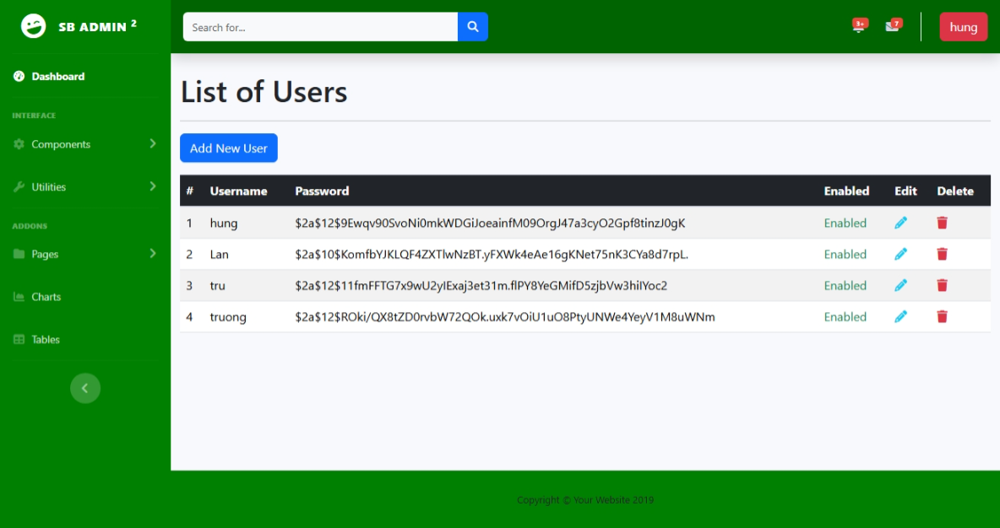 SB ADMIN 2
Search for...
3+
7
hung
Dashboard
INTERFACE
Components
Utilities
ADDONS
Pages
Charts
Tables
List of Users
Add New User
# Username Password Enabled Edit Delete
1 hung $2a$12$9Ewqv90SvoNi0mkWDGiJoeainfM09OrgJ47a3cyO2Gpf8tinzJ0gK Enabled
2 Lan $2a$10$KomfbYJKLQF4ZXTlwNzBT.yFXWk4eAe16gKNet75nK3CYa8d7rpL. Enabled
3 tru $2a$12$11fmFFTG7x9wU2yIExaj3et31m.flPY8YeGMifD5zjbVw3hiIYoc2 Enabled
4 truong $2a$12$ROki/QX8tZD0rvbW72QOk.uxk7vOiU1uO8PtyUNWe4YeyV1M8uWNm Enabled
Copyright © Your Website 2019